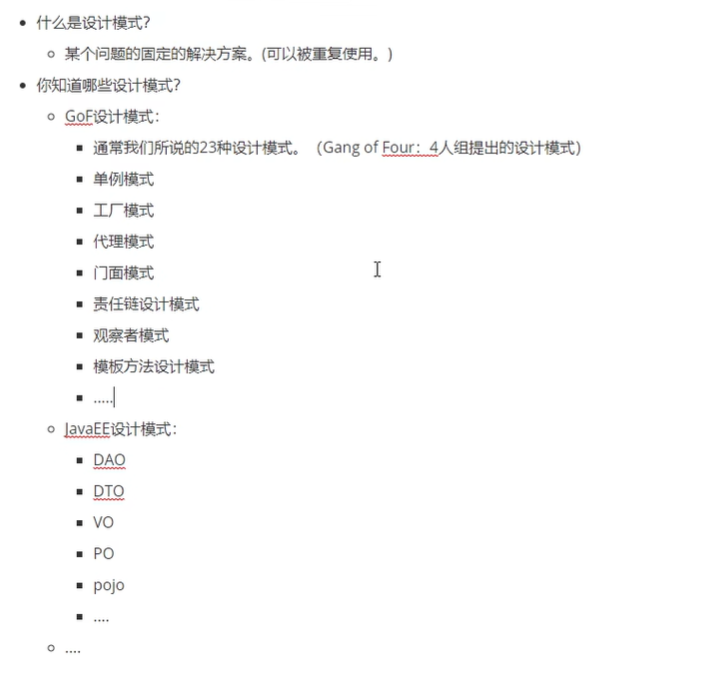 什么是设计模式?
某个问题的固定的解决方案。(可以被重复使用。)
你知道哪些设计模式?
GoF设计模式：
通常我们所说的23种设计模式。（Gang of Four：4人组提出的设计模式）
单例模式
工厂模式
代理模式
门面模式
责任链设计模式
观察者模式
模板方法设计模式
.....
JavaEE设计模式：
DAO
DTO
VO
PO
pojo
....
....